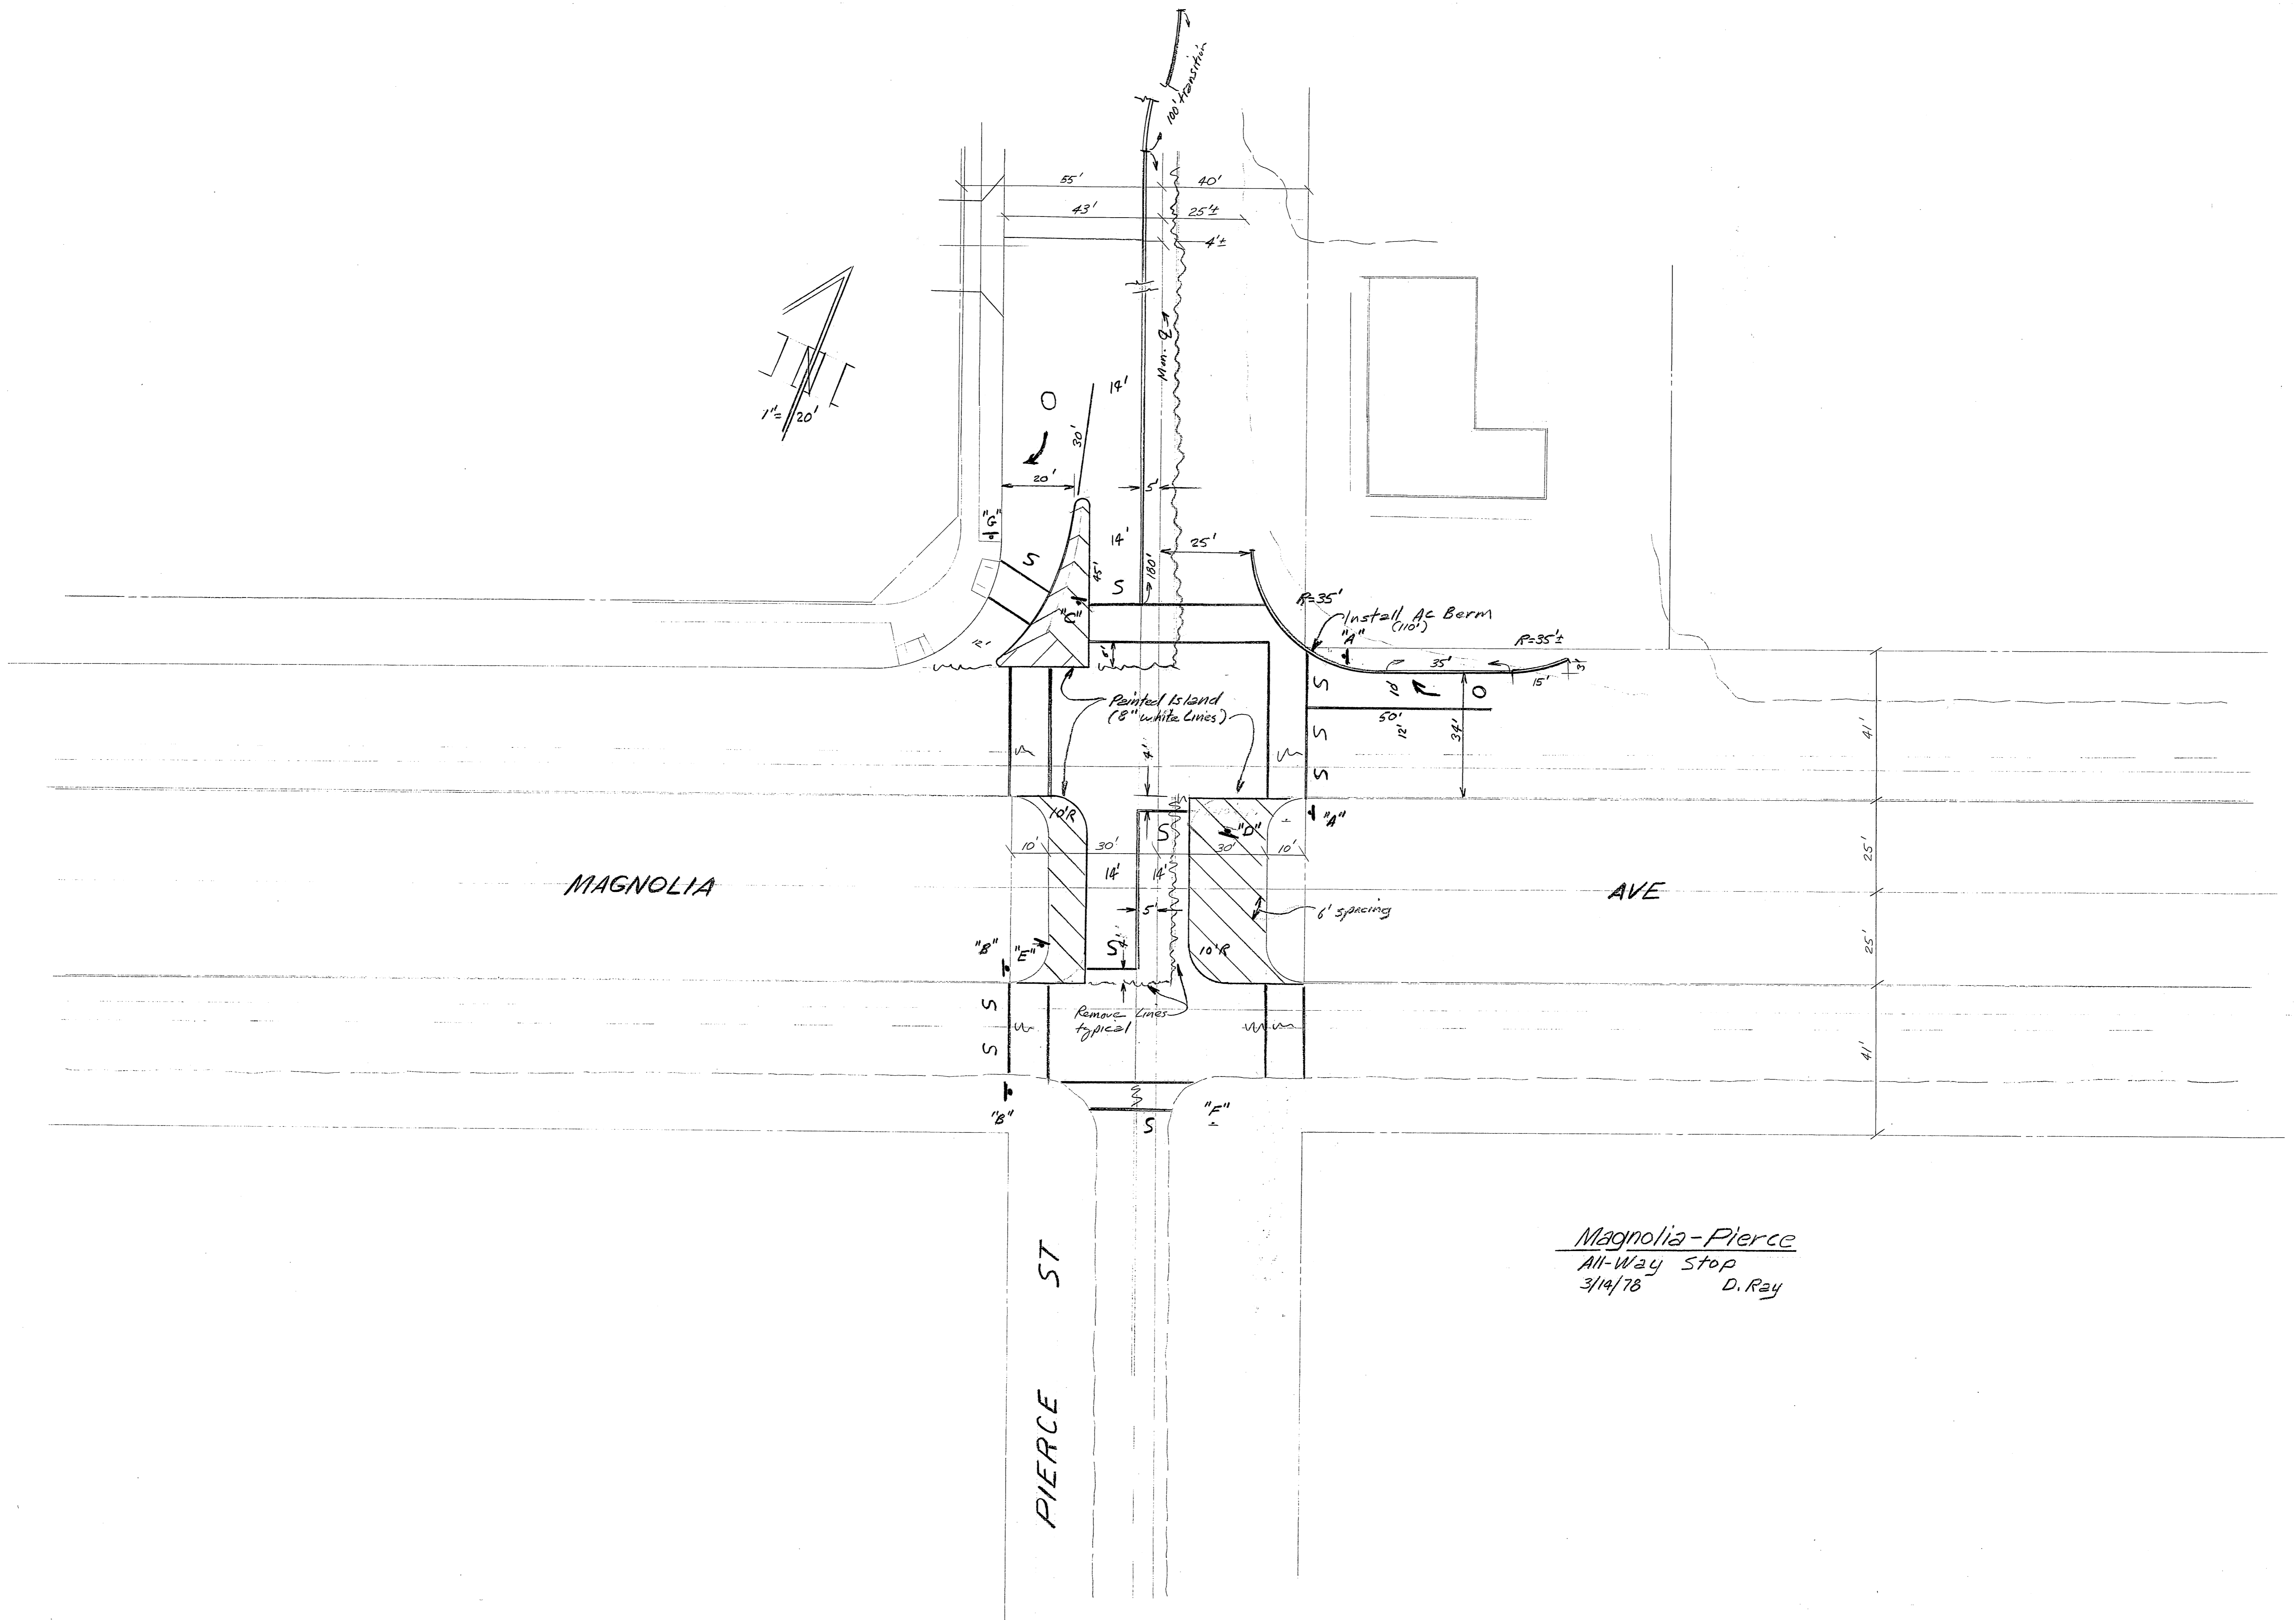 100' transition
55'
40'
43'
25'±
4'±
Mon. ℄
1"= 20'
14'
O
30'
20'
5'
"G"
S
14'
25'
45'
S
180'
"C"
R=35'
Install AC Berm
(110')
"A"
R=35'±
12'
6'
35'
3'
15'
S
10'
O
Painted Island
(8" white Lines)
50'
S
12'
34'
41'
4'
S
10'R
S
"D"
"A"
10'
30'
30'
10'
25'
14'
14'
MAGNOLIA
AVE
5'
6' spacing
"B"
"E"
S
4'
10'R
25'
S
Remove Lines
typical
S
41'
"B"
"F"
S
Magnolia-Pierce
All-Way Stop
3/14/78 D. Ray
PIERCE ST